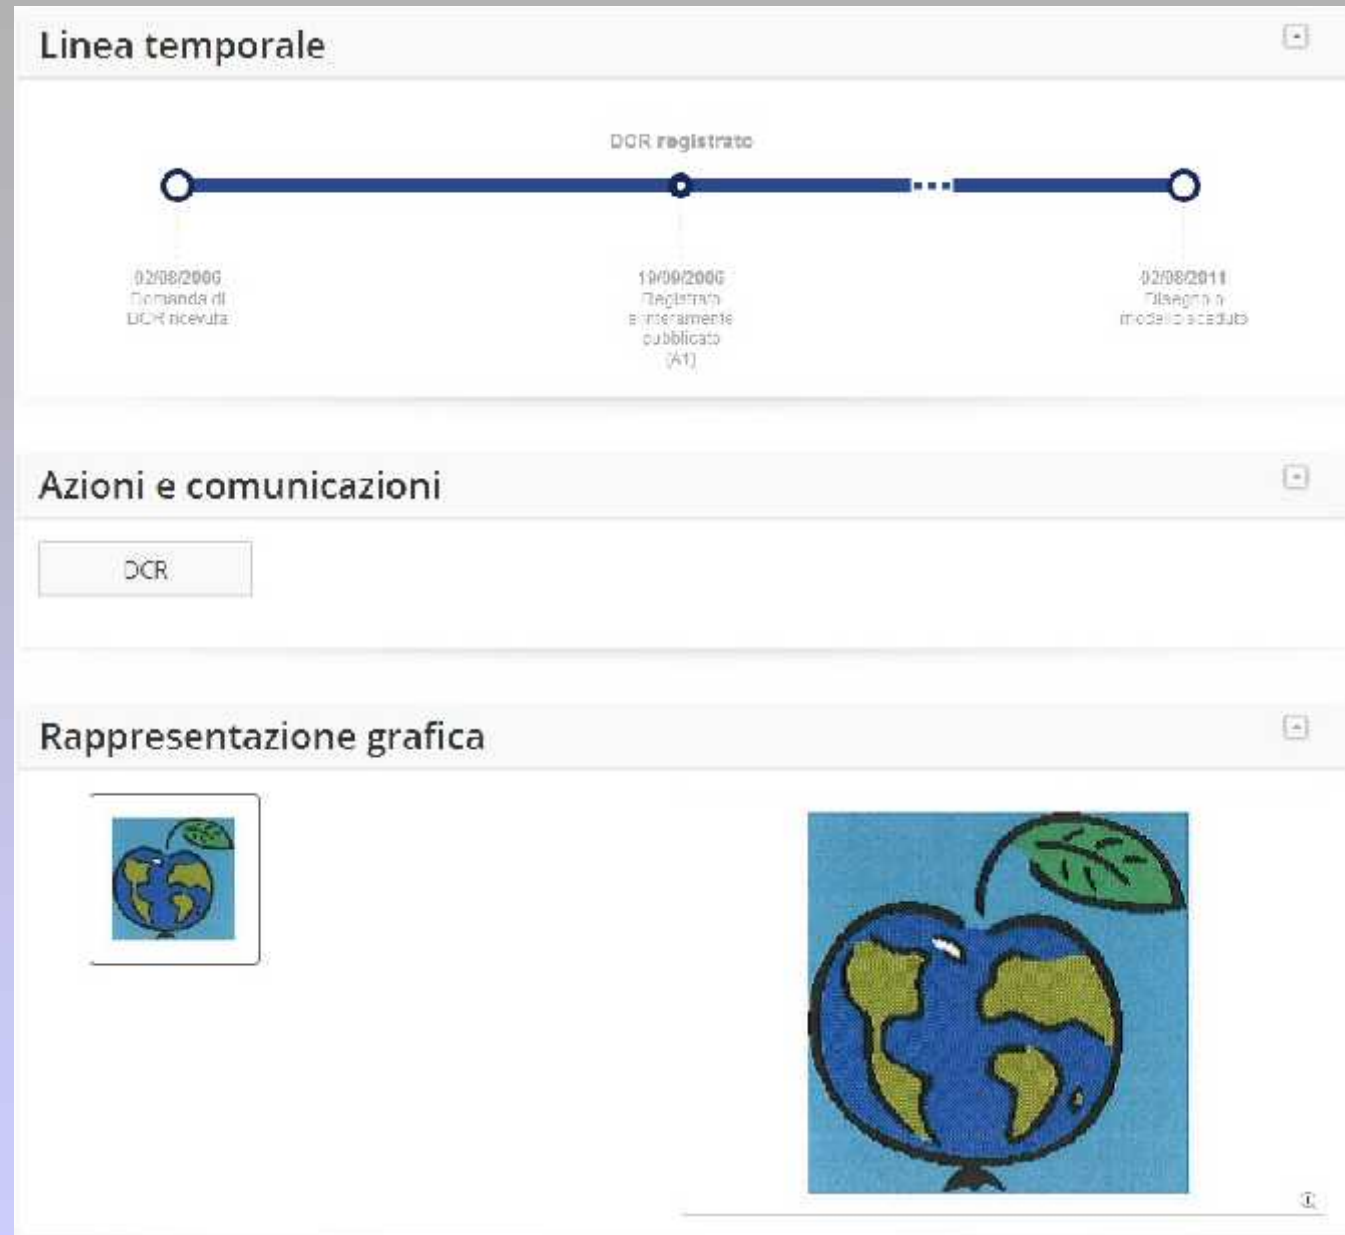 Linea temporale
DCR registrato
02/08/2006
Domanda di
DCR ricevuta
19/09/2006
Registrato
e interamente
pubblicato
(A1)
02/08/2011
Disegno o
modello scaduto
Azioni e comunicazioni
DCR
Rappresentazione grafica